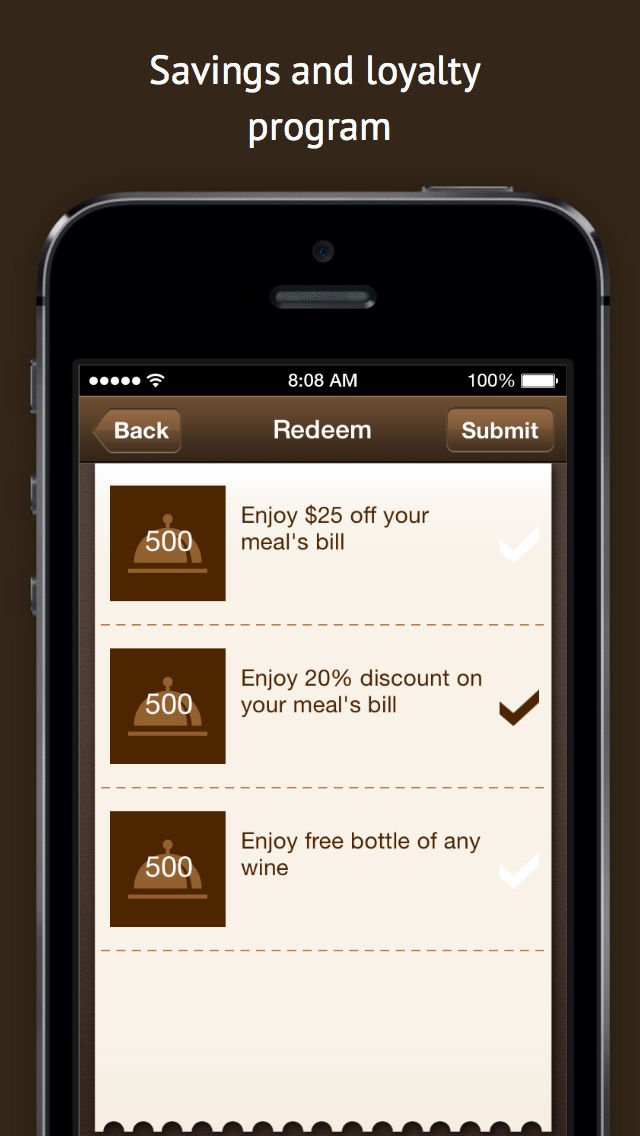 Savings and loyalty
program
8:08 AM
100%
Back
Redeem
Submit
500
Enjoy $25 off your
meal's bill
500
Enjoy 20% discount on
your meal's bill
500
Enjoy free bottle of any
wine